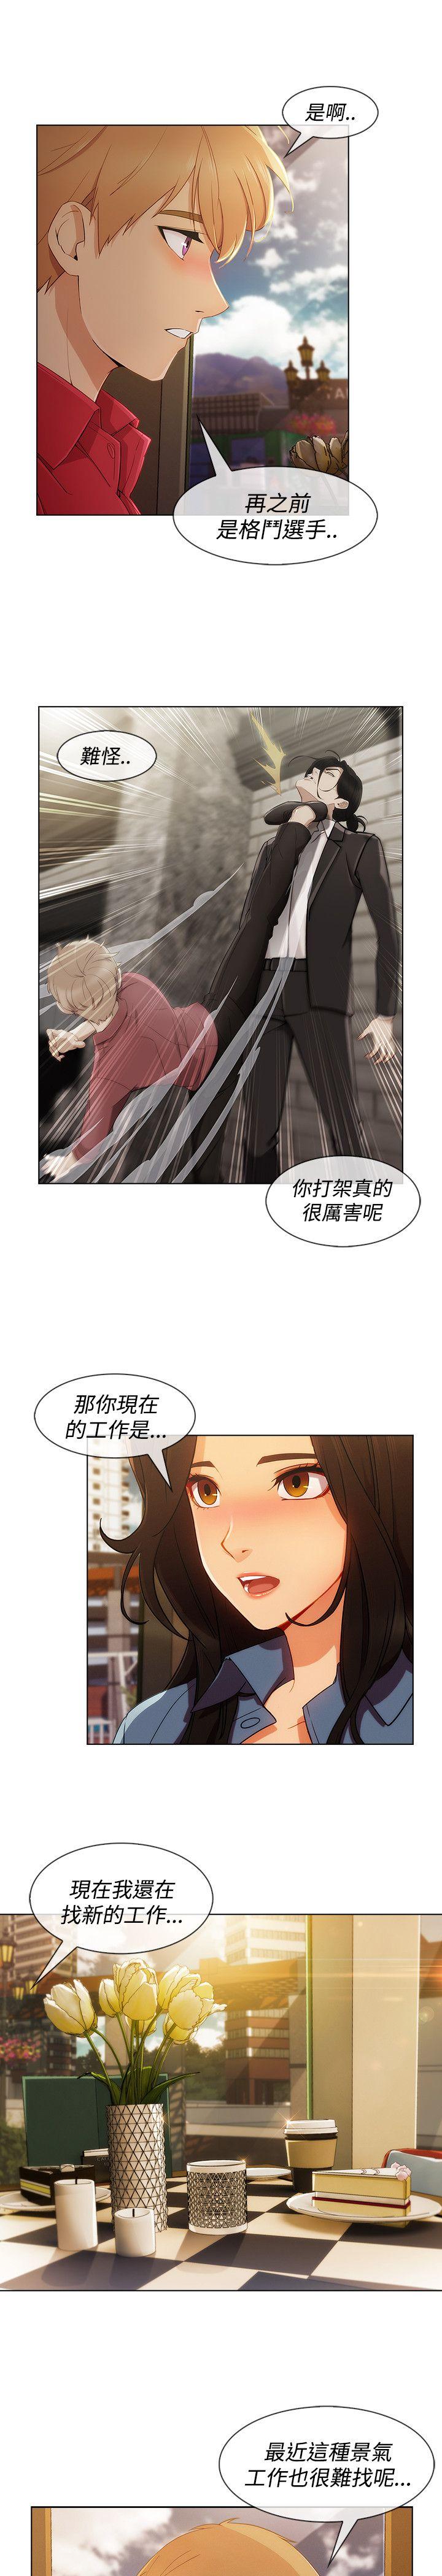 是啊..
再之前
是格鬥選手..
難怪..
你打架真的
很厲害呢
那你現在
的工作是...
現在我還在
找新的工作...
最近這種景氣
工作也很難找呢...